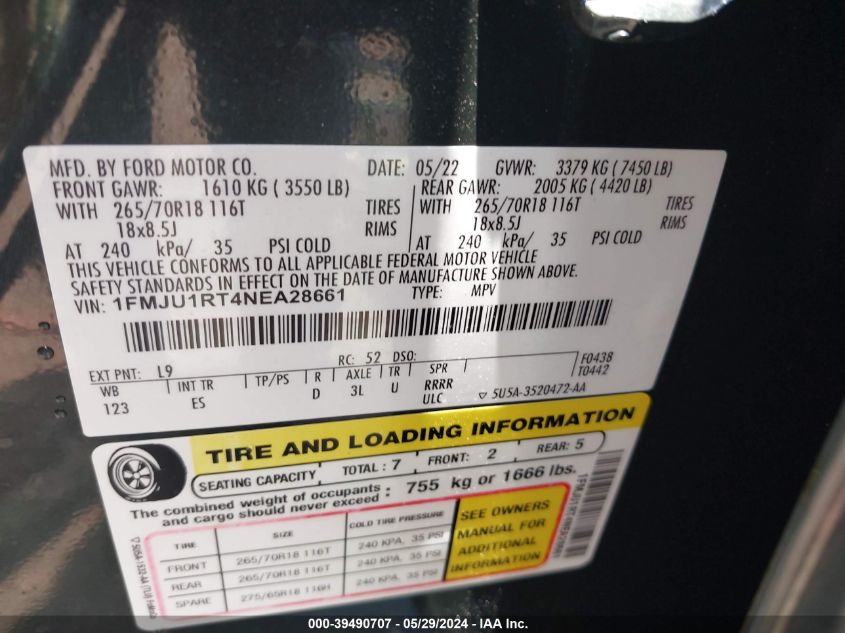 MFD. BY FORD MOTOR CO. DATE: 05/22 GVWR: 3379 KG ( 7450 LB)
FRONT GAWR: 1610 KG ( 3550 LB) REAR GAWR: 2005 KG ( 4420 LB)
WITH 265/70R18 116T TIRES WITH 265/70R18 116T TIRES
18x8.5J RIMS 18x8.5J RIMS
AT 240 kPa/ 35 PSI COLD AT 240 kPa/ 35 PSI COLD
THIS VEHICLE CONFORMS TO ALL APPLICABLE FEDERAL MOTOR VEHICLE
SAFETY STANDARDS IN EFFECT ON THE DATE OF MANUFACTURE SHOWN ABOVE.
VIN: 1FMJU1RT4NEA28661 TYPE: MPV
F0438
EXT PNT: L9 RC: 52 DSO: T0442
WB INT TR TP/PS R AXLE TR SPR
123 ES D 3L U RRRR
ULC ▽ 5U5A-3520472-AA
TIRE AND LOADING INFORMATION
SEATING CAPACITY TOTAL : 7 FRONT: 2 REAR: 5
The combined weight of occupants and cargo should never exceed : 755 kg or 1666 lbs.
TIRE SIZE COLD TIRE PRESSURE
FRONT 265/70R18 116T 240 KPA, 35 PSI
REAR 265/70R18 116T 240 KPA, 35 PSI
SPARE 275/65R18 116H 240 KPA, 35 PSI
SEE OWNERS
MANUAL FOR
ADDITIONAL
INFORMATION
000-39490707 - 05/29/2024 - IAA Inc.